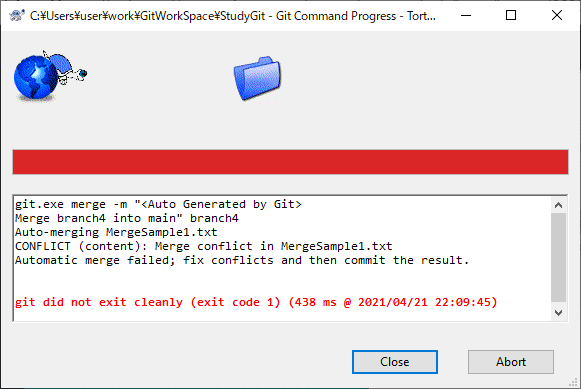 C:¥Users¥user¥work¥GitWorkSpace¥StudyGit - Git Command Progress - Tort...
git.exe merge -m "<Auto Generated by Git>
Merge branch4 into main" branch4
Auto-merging MergeSample1.txt
CONFLICT (content): Merge conflict in MergeSample1.txt
Automatic merge failed; fix conflicts and then commit the result.
git did not exit cleanly (exit code 1) (438 ms @ 2021/04/21 22:09:45)
Close
Abort